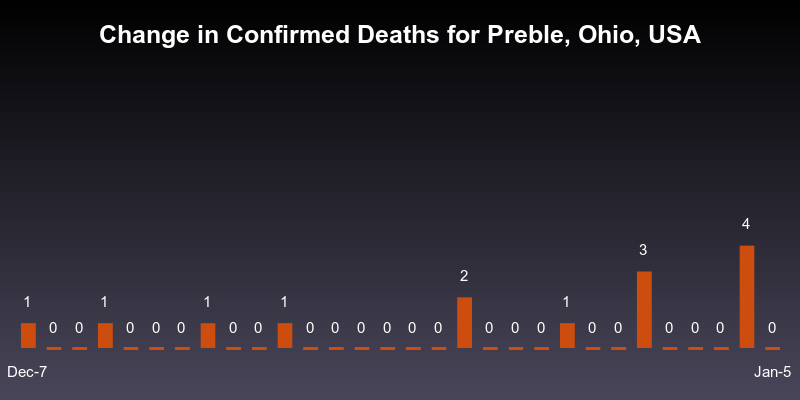 Change in Confirmed Deaths for Preble, Ohio, USA
4
3
2
1 0 0 1 0 0 0 1 0 0 1 0 0 0 0 0 0 0 0 0 1 0 0 0 0 0 0
Dec-7 Jan-5